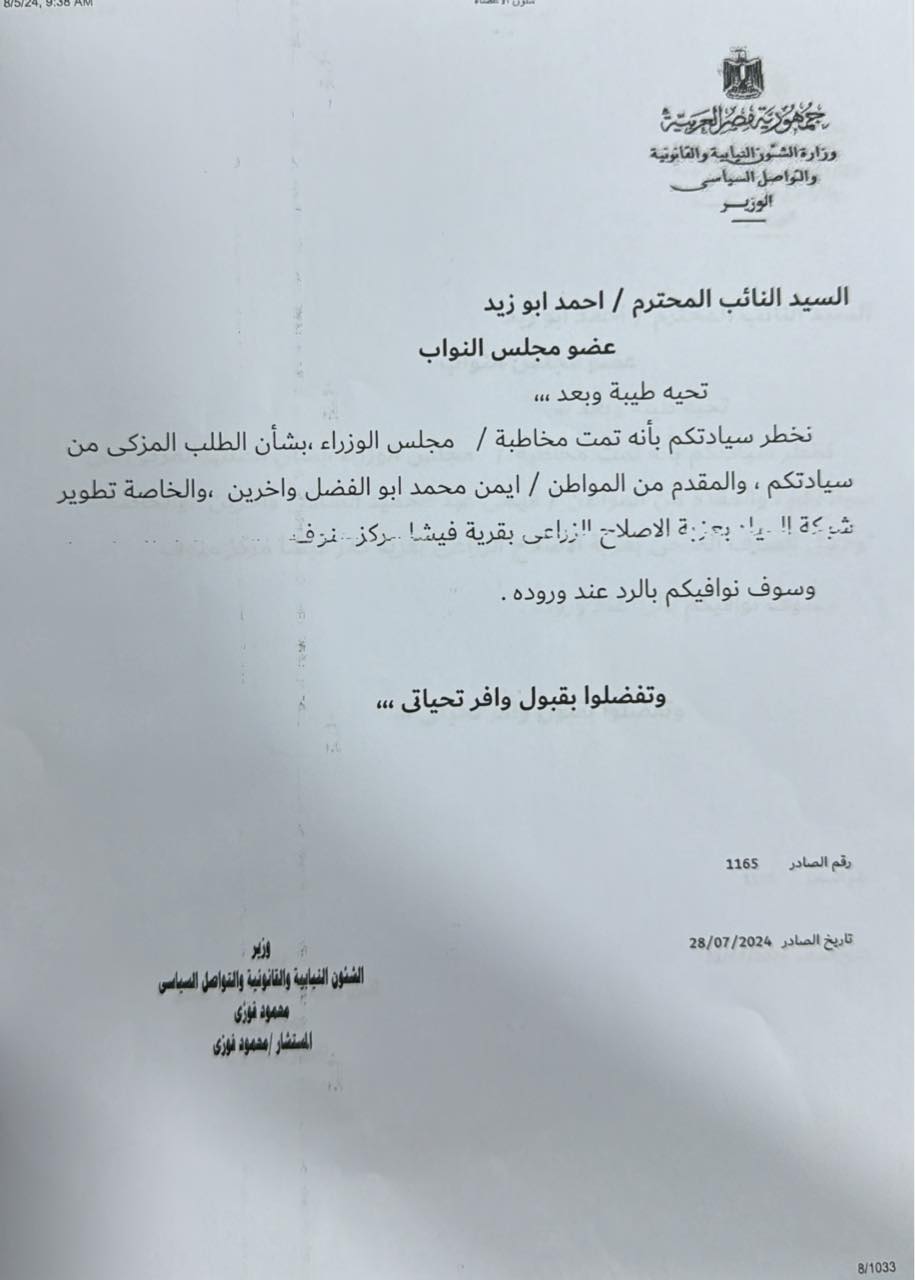 8/5/24, 9:38 AM
شئون الأعضاء
جمهورية مصر العربية
وزارة الشئون النيابية والقانونية
والتواصل السياسى
الوزير
السيد النائب المحترم / احمد ابو زيد
عضو مجلس النواب
تحيه طيبة وبعد ،،،
نخطر سيادتكم بأنه تمت مخاطبة / مجلس الوزراء ،بشأن الطلب المزكى من
سيادتكم ، والمقدم من المواطن / ايمن محمد ابو الفضل واخرين ،والخاصة تطوير
شبكة المياه بعزبة الاصلاح الزراعى بقرية فيشا مركز
وسوف نوافيكم بالرد عند وروده .
وتفضلوا بقبول وافر تحياتى ،،،
رقم الصادر 1165
تاريخ الصادر 28/07/2024
وزير
الشئون النيابية والقانونية والتواصل السياسى
محمود فوزى
المستشار /محمود فوزى
8/1033